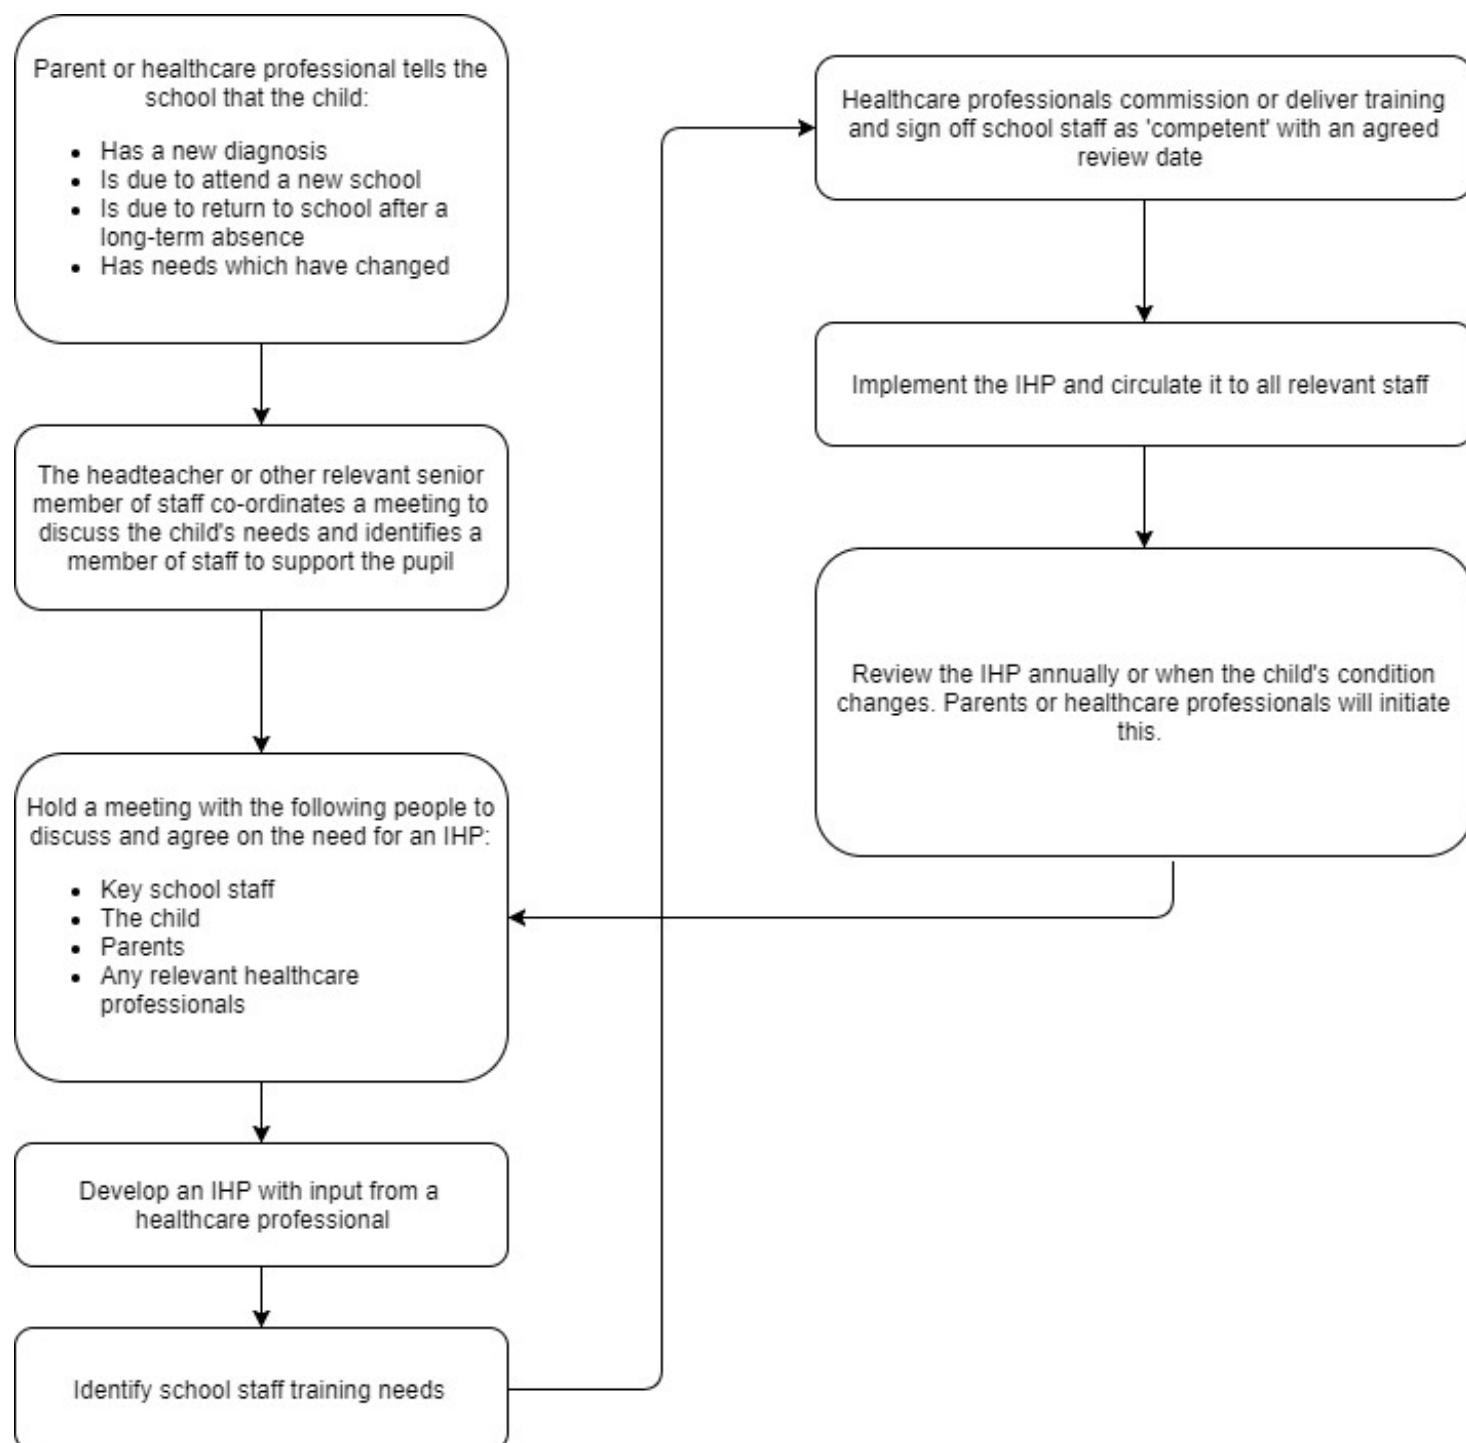 Parent or healthcare professional tells the
school that the child:
• Has a new diagnosis
• Is due to attend a new school
• Is due to return to school after a
long-term absence
• Has needs which have changed
The headteacher or other relevant senior
member of staff co-ordinates a meeting to
discuss the child's needs and identifies a
member of staff to support the pupil
Hold a meeting with the following people to
discuss and agree on the need for an IHP:
• Key school staff
• The child
• Parents
• Any relevant healthcare
professionals
Develop an IHP with input from a
healthcare professional
Identify school staff training needs
Healthcare professionals commission or deliver training
and sign off school staff as 'competent' with an agreed
review date
Implement the IHP and circulate it to all relevant staff
Review the IHP annually or when the child's condition
changes. Parents or healthcare professionals will initiate
this.